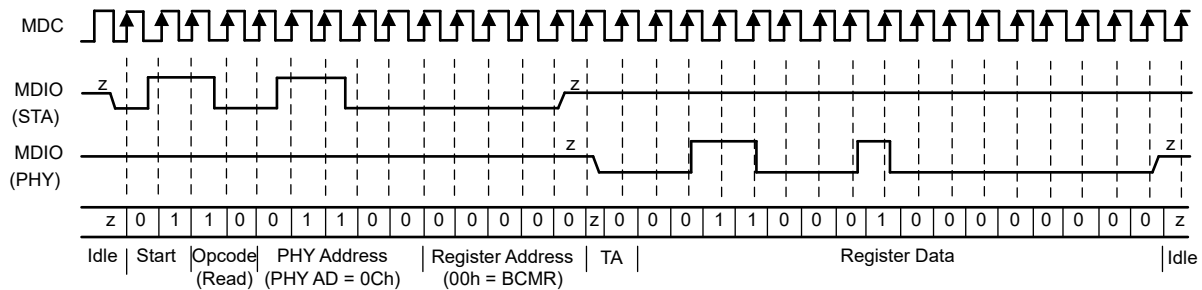 MDC
z z
MDIO
(STA)
z z
MDIO
(PHY)
z 0 1 1 0 0 1 1 0 0 0 0 0 0 0 z 0 0 0 1 1 0 0 0 1 0 0 0 0 0 0 0 0 z
Idle Start Opcode PHY Address Register Address TA Register Data Idle
(Read) (PHY AD = 0Ch) (00h = BCMR)